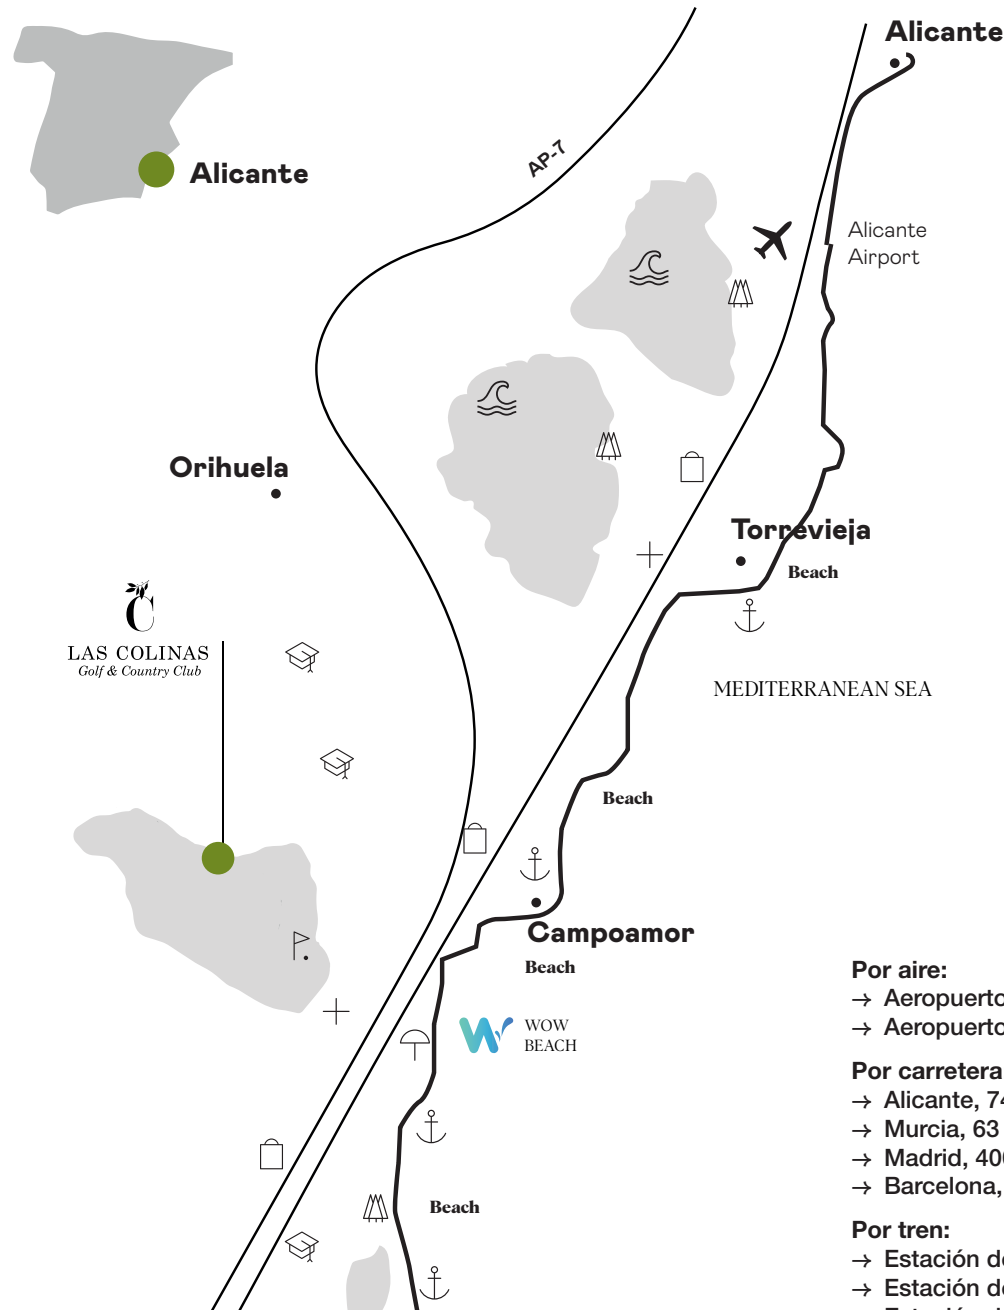 Alicante
Alicante
AP-7
Alicante
Airport
Orihuela
Torrevieja
Beach
LAS COLINAS
Golf & Country Club
MEDITERRANEAN SEA
Beach
Campoamor
Beach
WOW
BEACH
Beach
Por aire:
→ Aeropuerto
→ Aeropuerto
Por carretera
→ Alicante, 74
→ Murcia, 63
→ Madrid, 400
→ Barcelona,
Por tren:
→ Estación de
→ Estación de